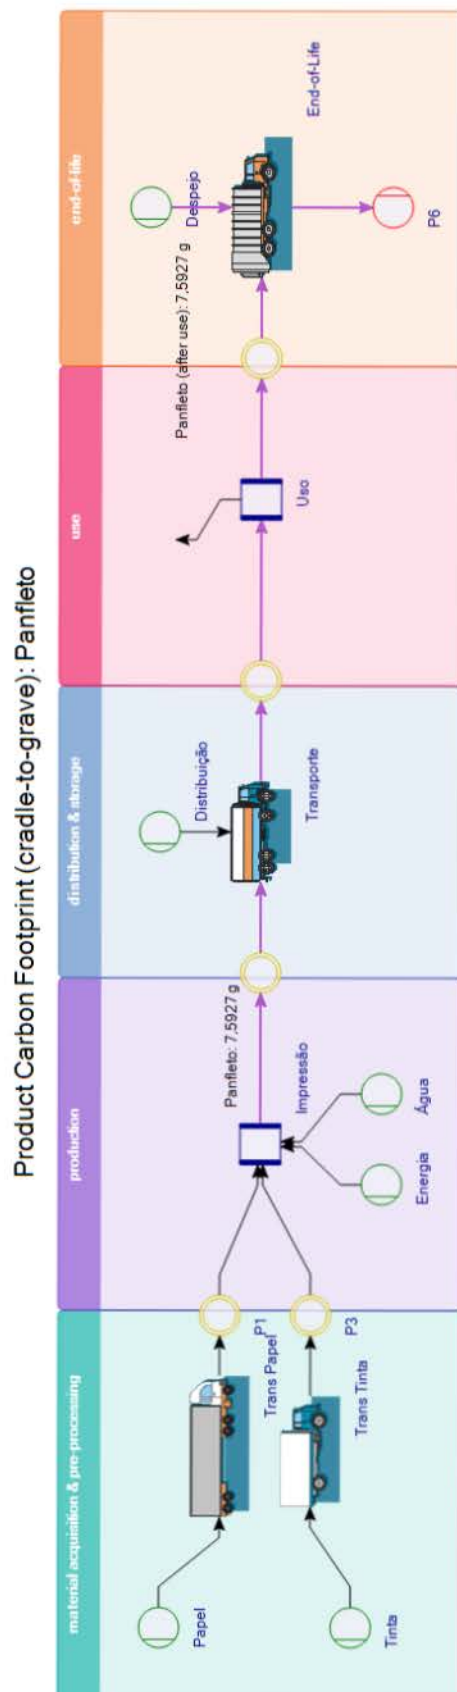 Product Carbon Footprint (cradle-to-grave): Panfleto
material acquisition & pre-processing
production
distribution & storage
use
end-of-life
Papel
Trans Papel
P1
Tinta
Trans Tinta
P3
Energia
Água
Impressão
Panfleto: 7,5927 g
Distribuição
Transporte
Uso
Panfleto (after use): 7,5927 g
Despejo
End-of-Life
P6